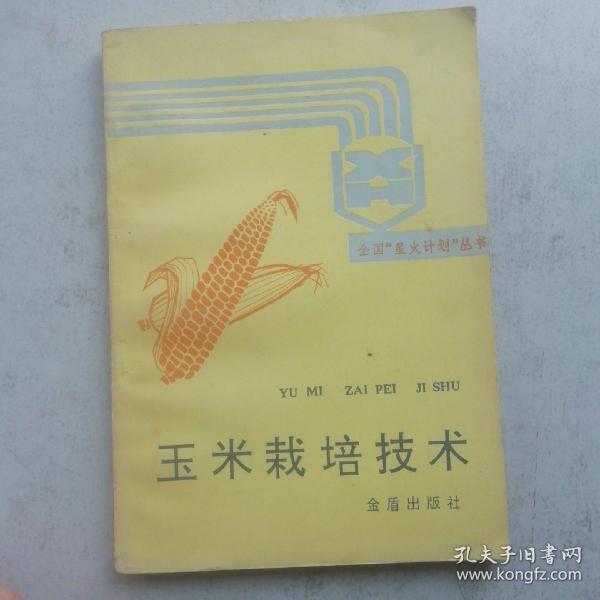 全国"星火计划"丛书
YU MI ZAI PEI JI SHU
玉米栽培技术
金盾出版社
孔夫子旧书网
www.kongfz.com